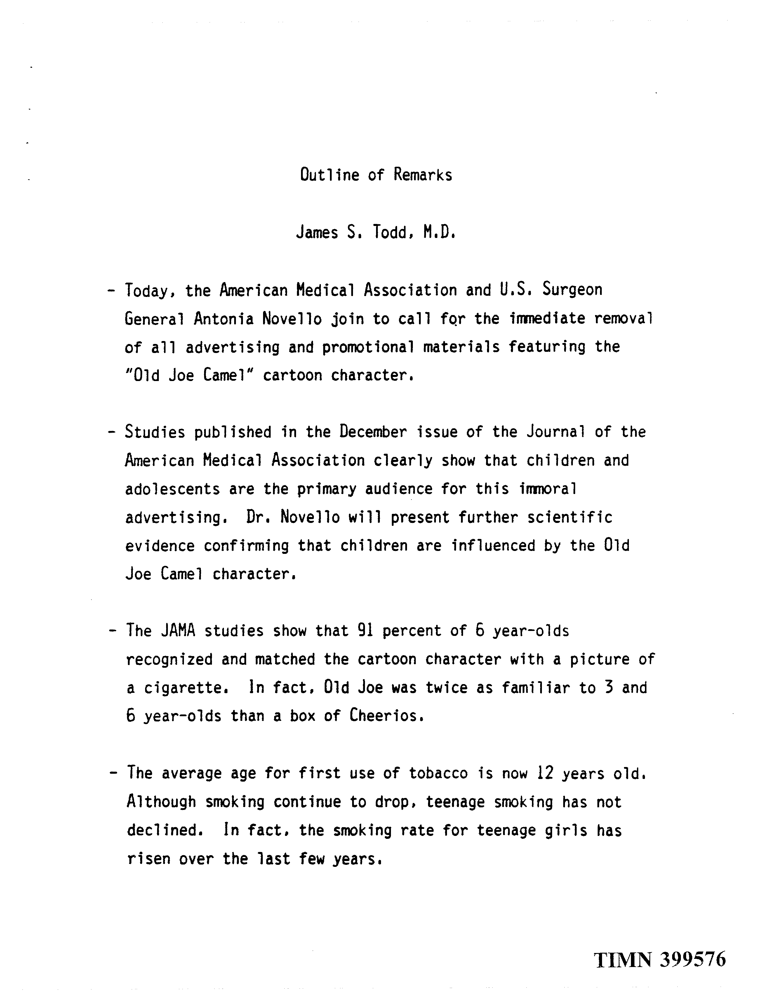 Outline of Remarks
James S. Todd, M.D.
- Today, the American Medical Association and U.S. Surgeon
General Antonia Novello join to call for the immediate removal
of all advertising and promotional materials featuring the
"Old Joe Camel" cartoon character.
- Studies published in the December issue of the Journal of the
American Medical Association clearly show that children and
adolescents are the primary audience for this immoral
advertising. Dr. Novello will present further scientific
evidence confirming that children are influenced by the Old
Joe Camel character.
- The JAMA studies show that 91 percent of 6 year-olds
recognized and matched the cartoon character with a picture of
a cigarette. In fact, Old Joe was twice as familiar to 3 and
6 year-olds than a box of Cheerios.
- The average age for first use of tobacco is now 12 years old.
Although smoking continue to drop, teenage smoking has not
declined. In fact, the smoking rate for teenage girls has
risen over the last few years.
TIMN 399576